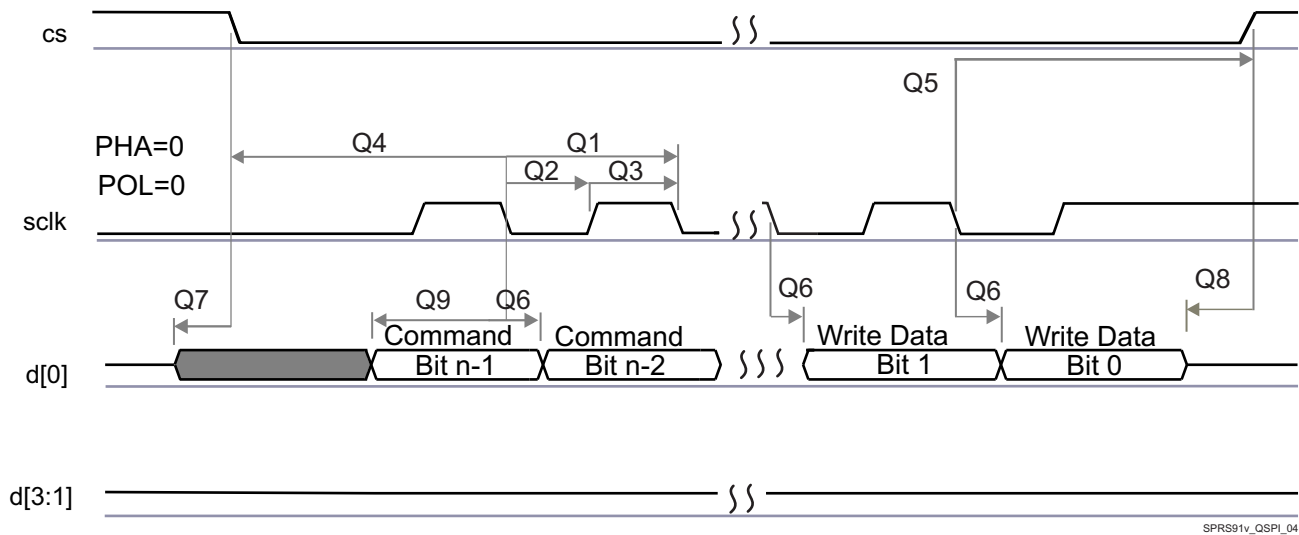 cs
Q5
PHA=0
Q4
Q1
POL=0
Q2
Q3
sclk
Q7
Q9
Q6
Q6
Q6
Q8
Command
Command
Write Data
Write Data
d[0]
Bit n-1
Bit n-2
Bit 1
Bit 0
d[3:1]
SPRS91v_QSPI_04